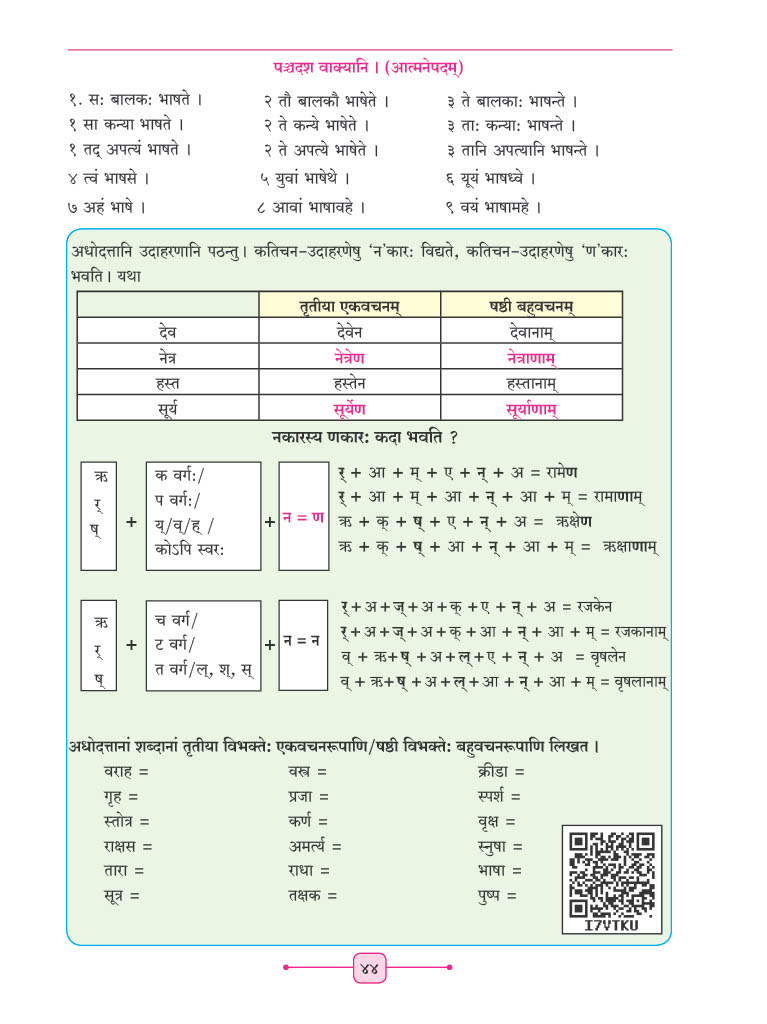 पञ्चदश वाक्यानि । (आत्मनेपदम्)
१. सः बालकः भाषते । २ तौ बालकौ भाषेते । ३ ते बालकाः भाषन्ते ।
१ सा कन्या भाषते । २ ते कन्ये भाषेते । ३ ताः कन्याः भाषन्ते ।
१ तद् अपत्यं भाषते । २ ते अपत्ये भाषेते । ३ तानि अपत्यानि भाषन्ते ।
४ त्वं भाषसे । ५ युवां भाषेथे । ६ यूयं भाषध्वे ।
७ अहं भाषे । ८ आवां भाषावहे । ९ वयं भाषामहे ।
अधोदत्तानि उदाहरणानि पठन्तु । कतिचन-उदाहरणेषु ‘न’कारः विद्यते, कतिचन-उदाहरणेषु ‘ण’कारः
भवति । यथा
तृतीया एकवचनम् षष्ठी बहुवचनम्
देव देवेन देवानाम्
नेत्र नेत्रेण नेत्राणाम्
हस्त हस्तेन हस्तानाम्
सूर्य सूर्येण सूर्याणाम्
नकारस्य णकारः कदा भवति ?
ऋ
र्
ष्
+
क वर्गः/
प वर्गः/
य्/व्/ह् /
कोऽपि स्वरः
+
न = ण
र् + आ + म् + ए + न् + अ = रामेण
र् + आ + म् + आ + न् + आ + म् = रामाणाम्
ऋ + क् + ष् + ए + न् + अ = ऋक्षेण
ऋ + क् + ष् + आ + न् + आ + म् = ऋक्षाणाम्
ऋ
र्
ष्
+
च वर्ग/
ट वर्ग/
त वर्ग/ल्, श्, स्
+
न = न
र् + अ + ज् + अ + क् + ए + न् + अ = रजकेन
र् + अ + ज् + अ + क् + आ + न् + आ + म् = रजकानाम्
व् + ऋ + ष् + अ + ल् + ए + न् + अ = वृषलेन
व् + ऋ + ष् + अ + ल् + आ + न् + आ + म् = वृषलानाम्
अधोदत्तानां शब्दानां तृतीया विभक्तेः एकवचनरूपाणि/षष्ठी विभक्तेः बहुवचनरूपाणि लिखत ।
वराह = वस्त्र = क्रीडा =
गृह = प्रजा = स्पर्श =
स्तोत्र = कर्ण = वृक्ष =
राक्षस = अमर्त्य = स्नुषा =
तारा = राधा = भाषा =
सूत्र = तक्षक = पुष्प =
I7VTKU
४४